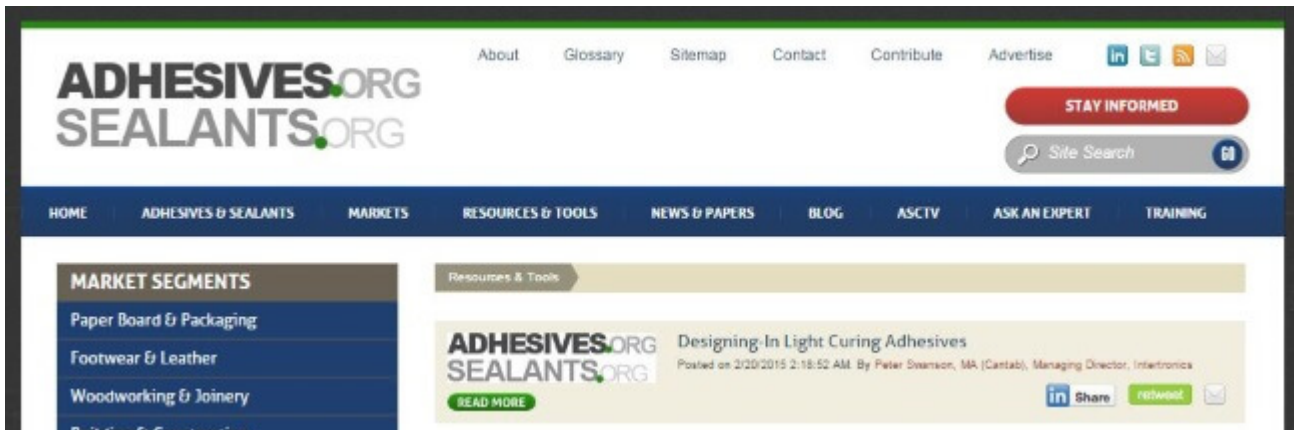 About Glossary Sitemap Contact Contribute Advertise
ADHESIVES.ORG
SEALANTS.ORG
STAY INFORMED
Site Search GO
HOME ADHESIVES & SEALANTS MARKETS RESOURCES & TOOLS NEWS & PAPERS BLOG ASCTV ASK AN EXPERT TRAINING
MARKET SEGMENTS
Paper Board & Packaging
Footwear & Leather
Woodworking & Joinery
Resources & Tools
ADHESIVES.ORG
SEALANTS.ORG
READ MORE
Designing-In Light Curing Adhesives
Posted on 2/20/2015 2:18:52 AM By Peter Swanson, MA (Cantab), Managing Director, Intertronics
in Share retweet